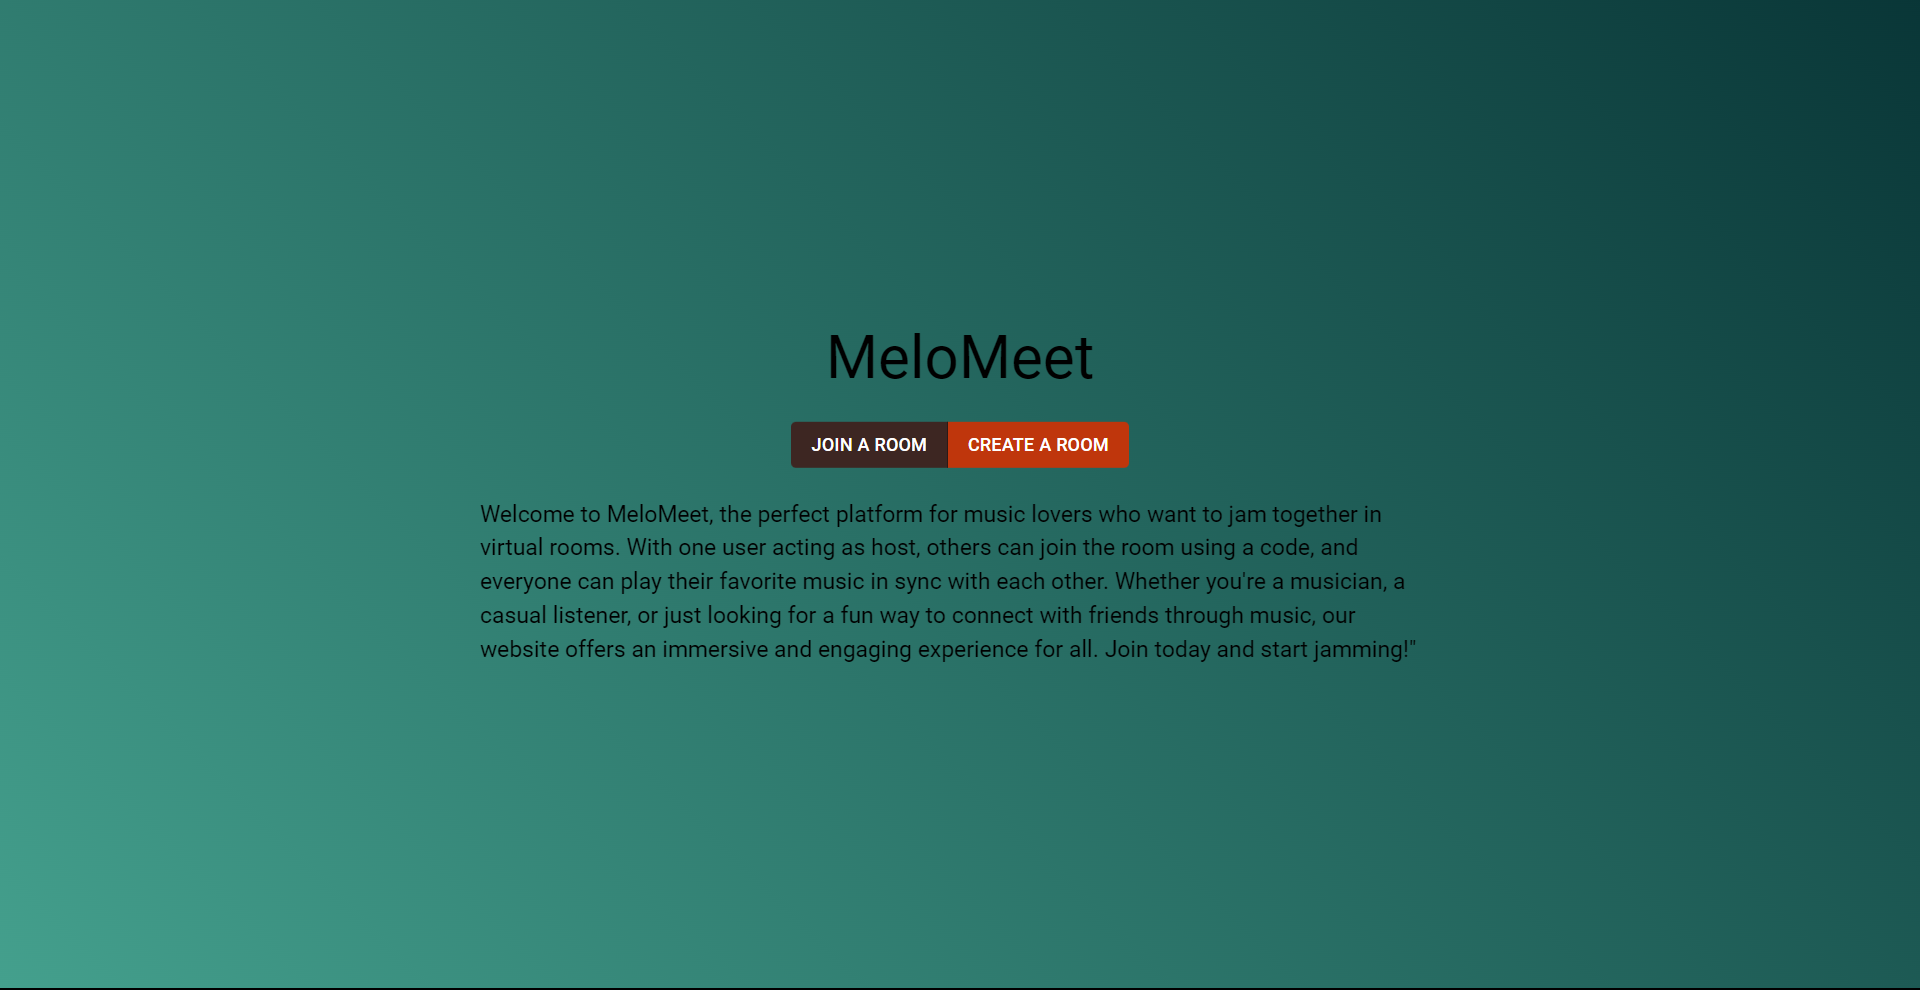 MeloMeet
JOIN A ROOM
CREATE A ROOM
Welcome to MeloMeet, the perfect platform for music lovers who want to jam together in
virtual rooms. With one user acting as host, others can join the room using a code, and
everyone can play their favorite music in sync with each other. Whether you're a musician, a
casual listener, or just looking for a fun way to connect with friends through music, our
website offers an immersive and engaging experience for all. Join today and start jamming!"